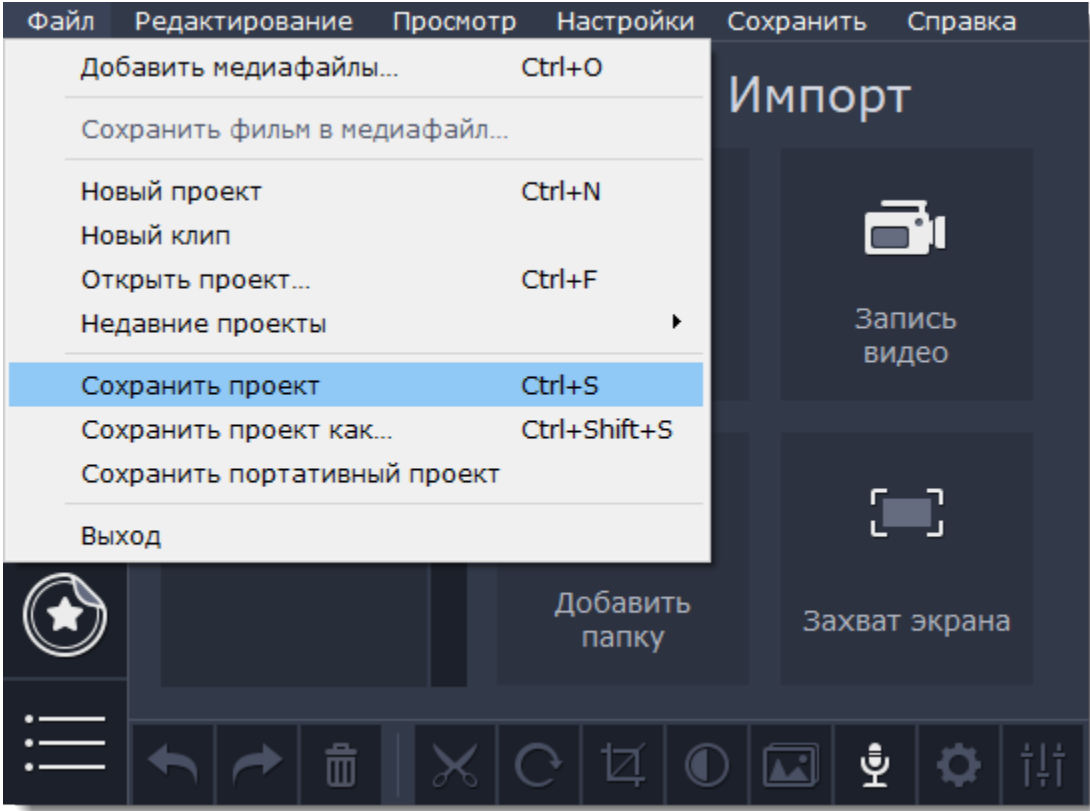 Файл Редактирование Просмотр Настройки Сохранить Справка
Добавить медиафайлы... Ctrl+O
Сохранить фильм в медиафайл...
Новый проект Ctrl+N
Новый клип
Открыть проект... Ctrl+F
Недавние проекты
Сохранить проект Ctrl+S
Сохранить проект как... Ctrl+Shift+S
Сохранить портативный проект
Выход
Импорт
Запись
видео
Добавить
папку
Захват экрана